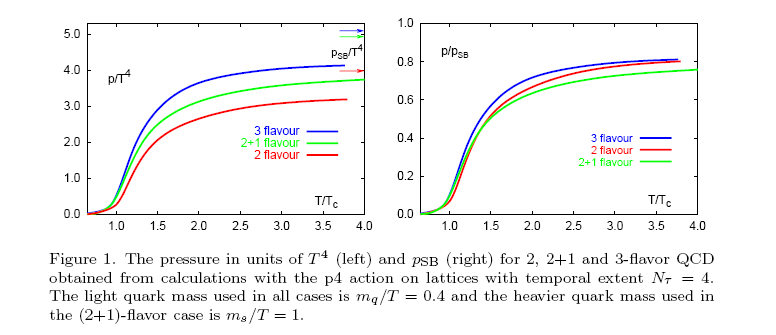 5.0
4.0
3.0
2.0
1.0
0.0
p/T⁴
p_SB/T⁴
3 flavour
2+1 flavour
2 flavour
T/T_c
1.0 1.5 2.0 2.5 3.0 3.5 4.0
1.0
0.8
0.6
0.4
0.2
0.0
p/p_SB
3 flavour
2 flavour
2+1 flavour
T/T_c
1.0 1.5 2.0 2.5 3.0 3.5 4.0
Figure 1. The pressure in units of T⁴ (left) and p_SB (right) for 2, 2+1 and 3-flavor QCD
obtained from calculations with the p4 action on lattices with temporal extent N_τ = 4.
The light quark mass used in all cases is m_q/T = 0.4 and the heavier quark mass used in
the (2+1)-flavor case is m_s/T = 1.